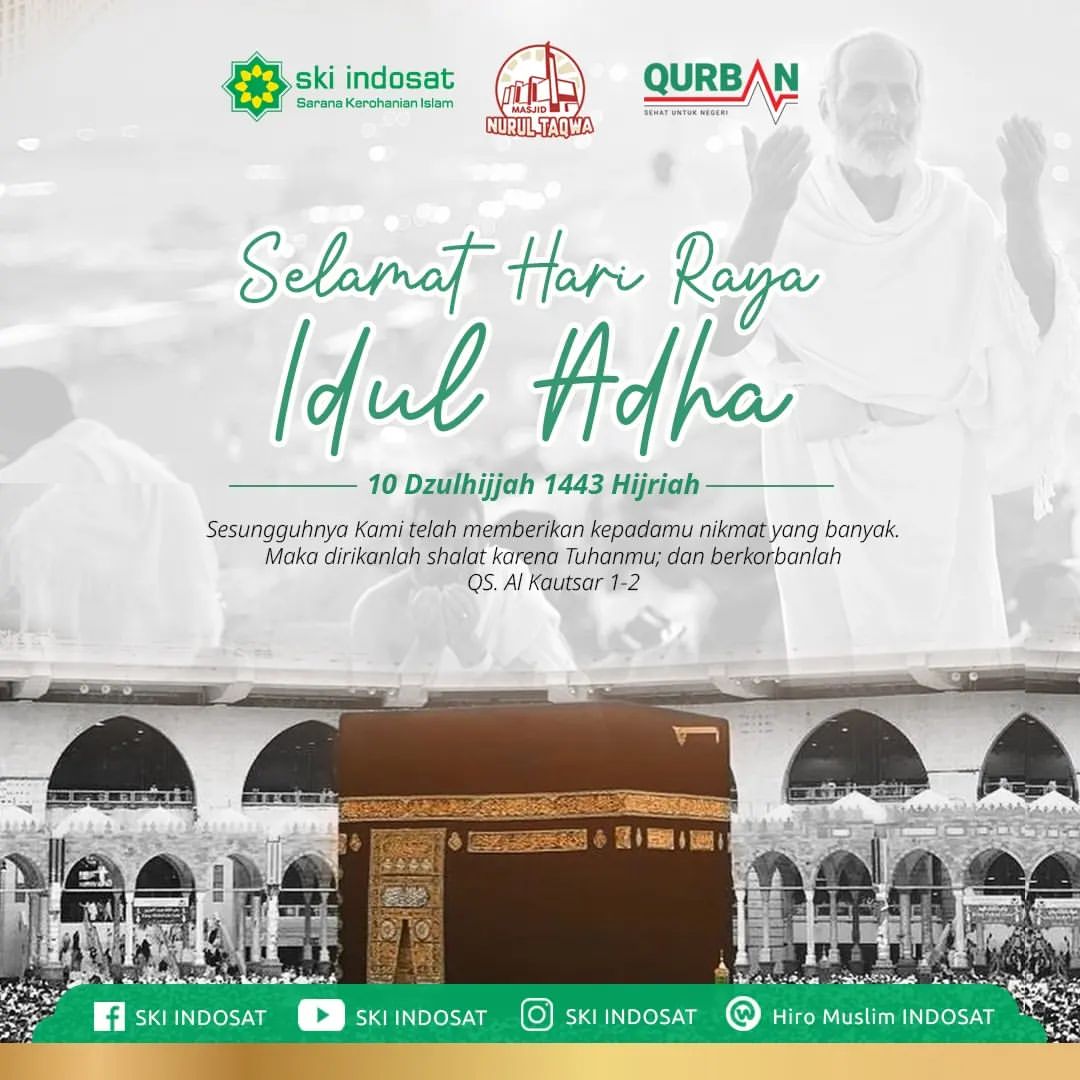 ski indosat
Sarana Kerohanian Islam
MASJID
NURUL TAQWA
QURBAN
SEHAT UNTUK NEGERI
Selamat Hari Raya
Idul Adha
10 Dzulhijjah 1443 Hijriah
Sesungguhnya Kami telah memberikan kepadamu nikmat yang banyak.
Maka dirikanlah shalat karena Tuhanmu; dan berkorbanlah
QS. Al Kautsar 1-2
SKI INDOSAT
SKI INDOSAT
SKI INDOSAT
Hiro Muslim INDOSAT